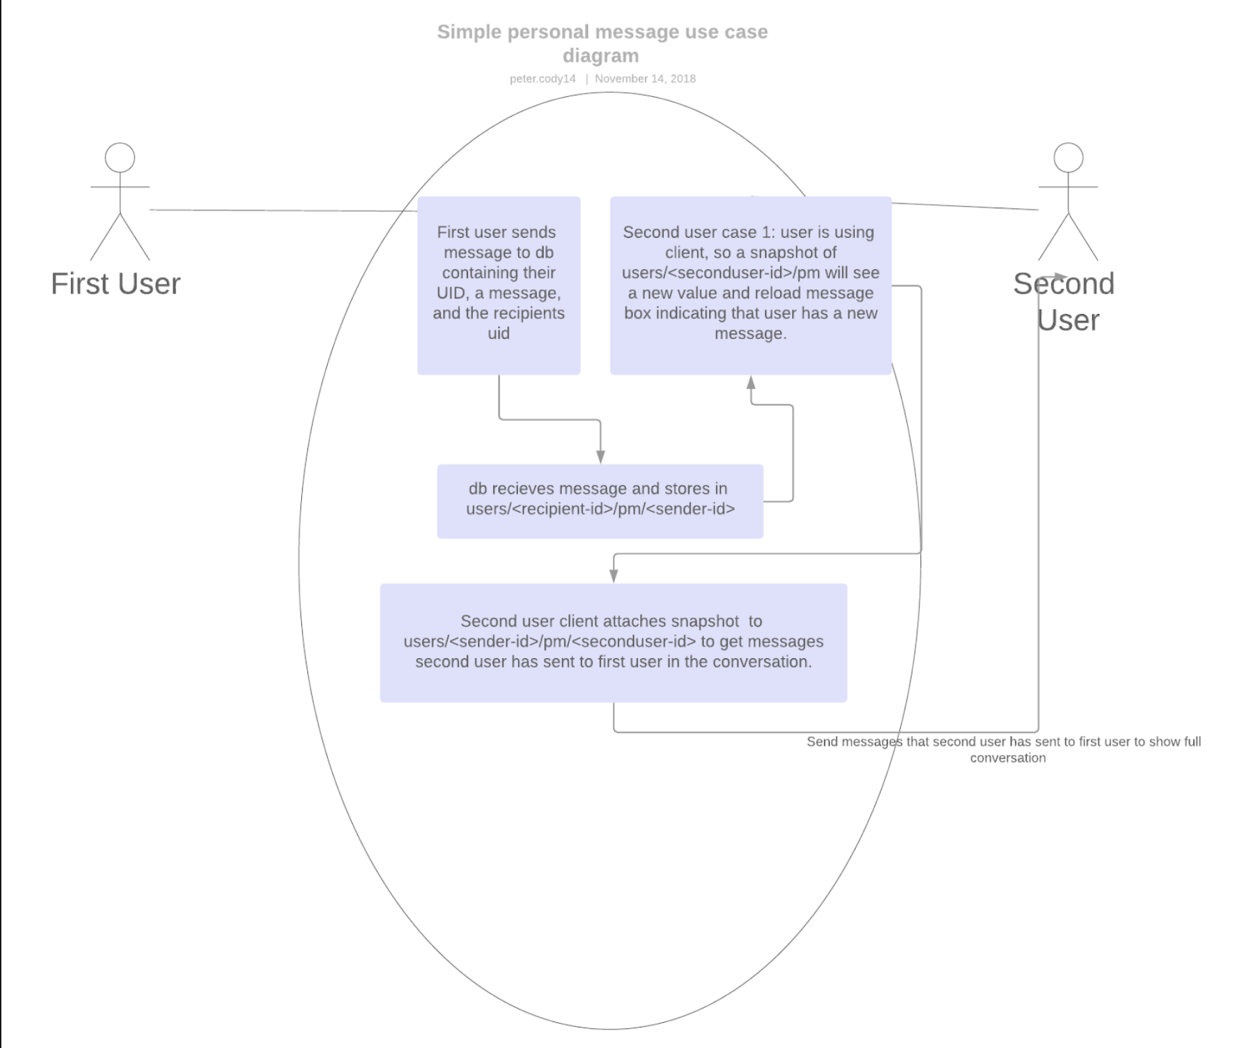 Simple personal message use case
diagram
peter.cody14 | November 14, 2018
First User
First user sends
message to db
containing their
UID, a message,
and the recipients
uid
Second user case 1: user is using
client, so a snapshot of
users/<seconduser-id>/pm will see
a new value and reload message
box indicating that user has a new
message.
Second
User
db recieves message and stores in
users/<recipient-id>/pm/<sender-id>
Second user client attaches snapshot to
users/<sender-id>/pm/<seconduser-id> to get messages
second user has sent to first user in the conversation.
Send messages that second user has sent to first user to show full
conversation